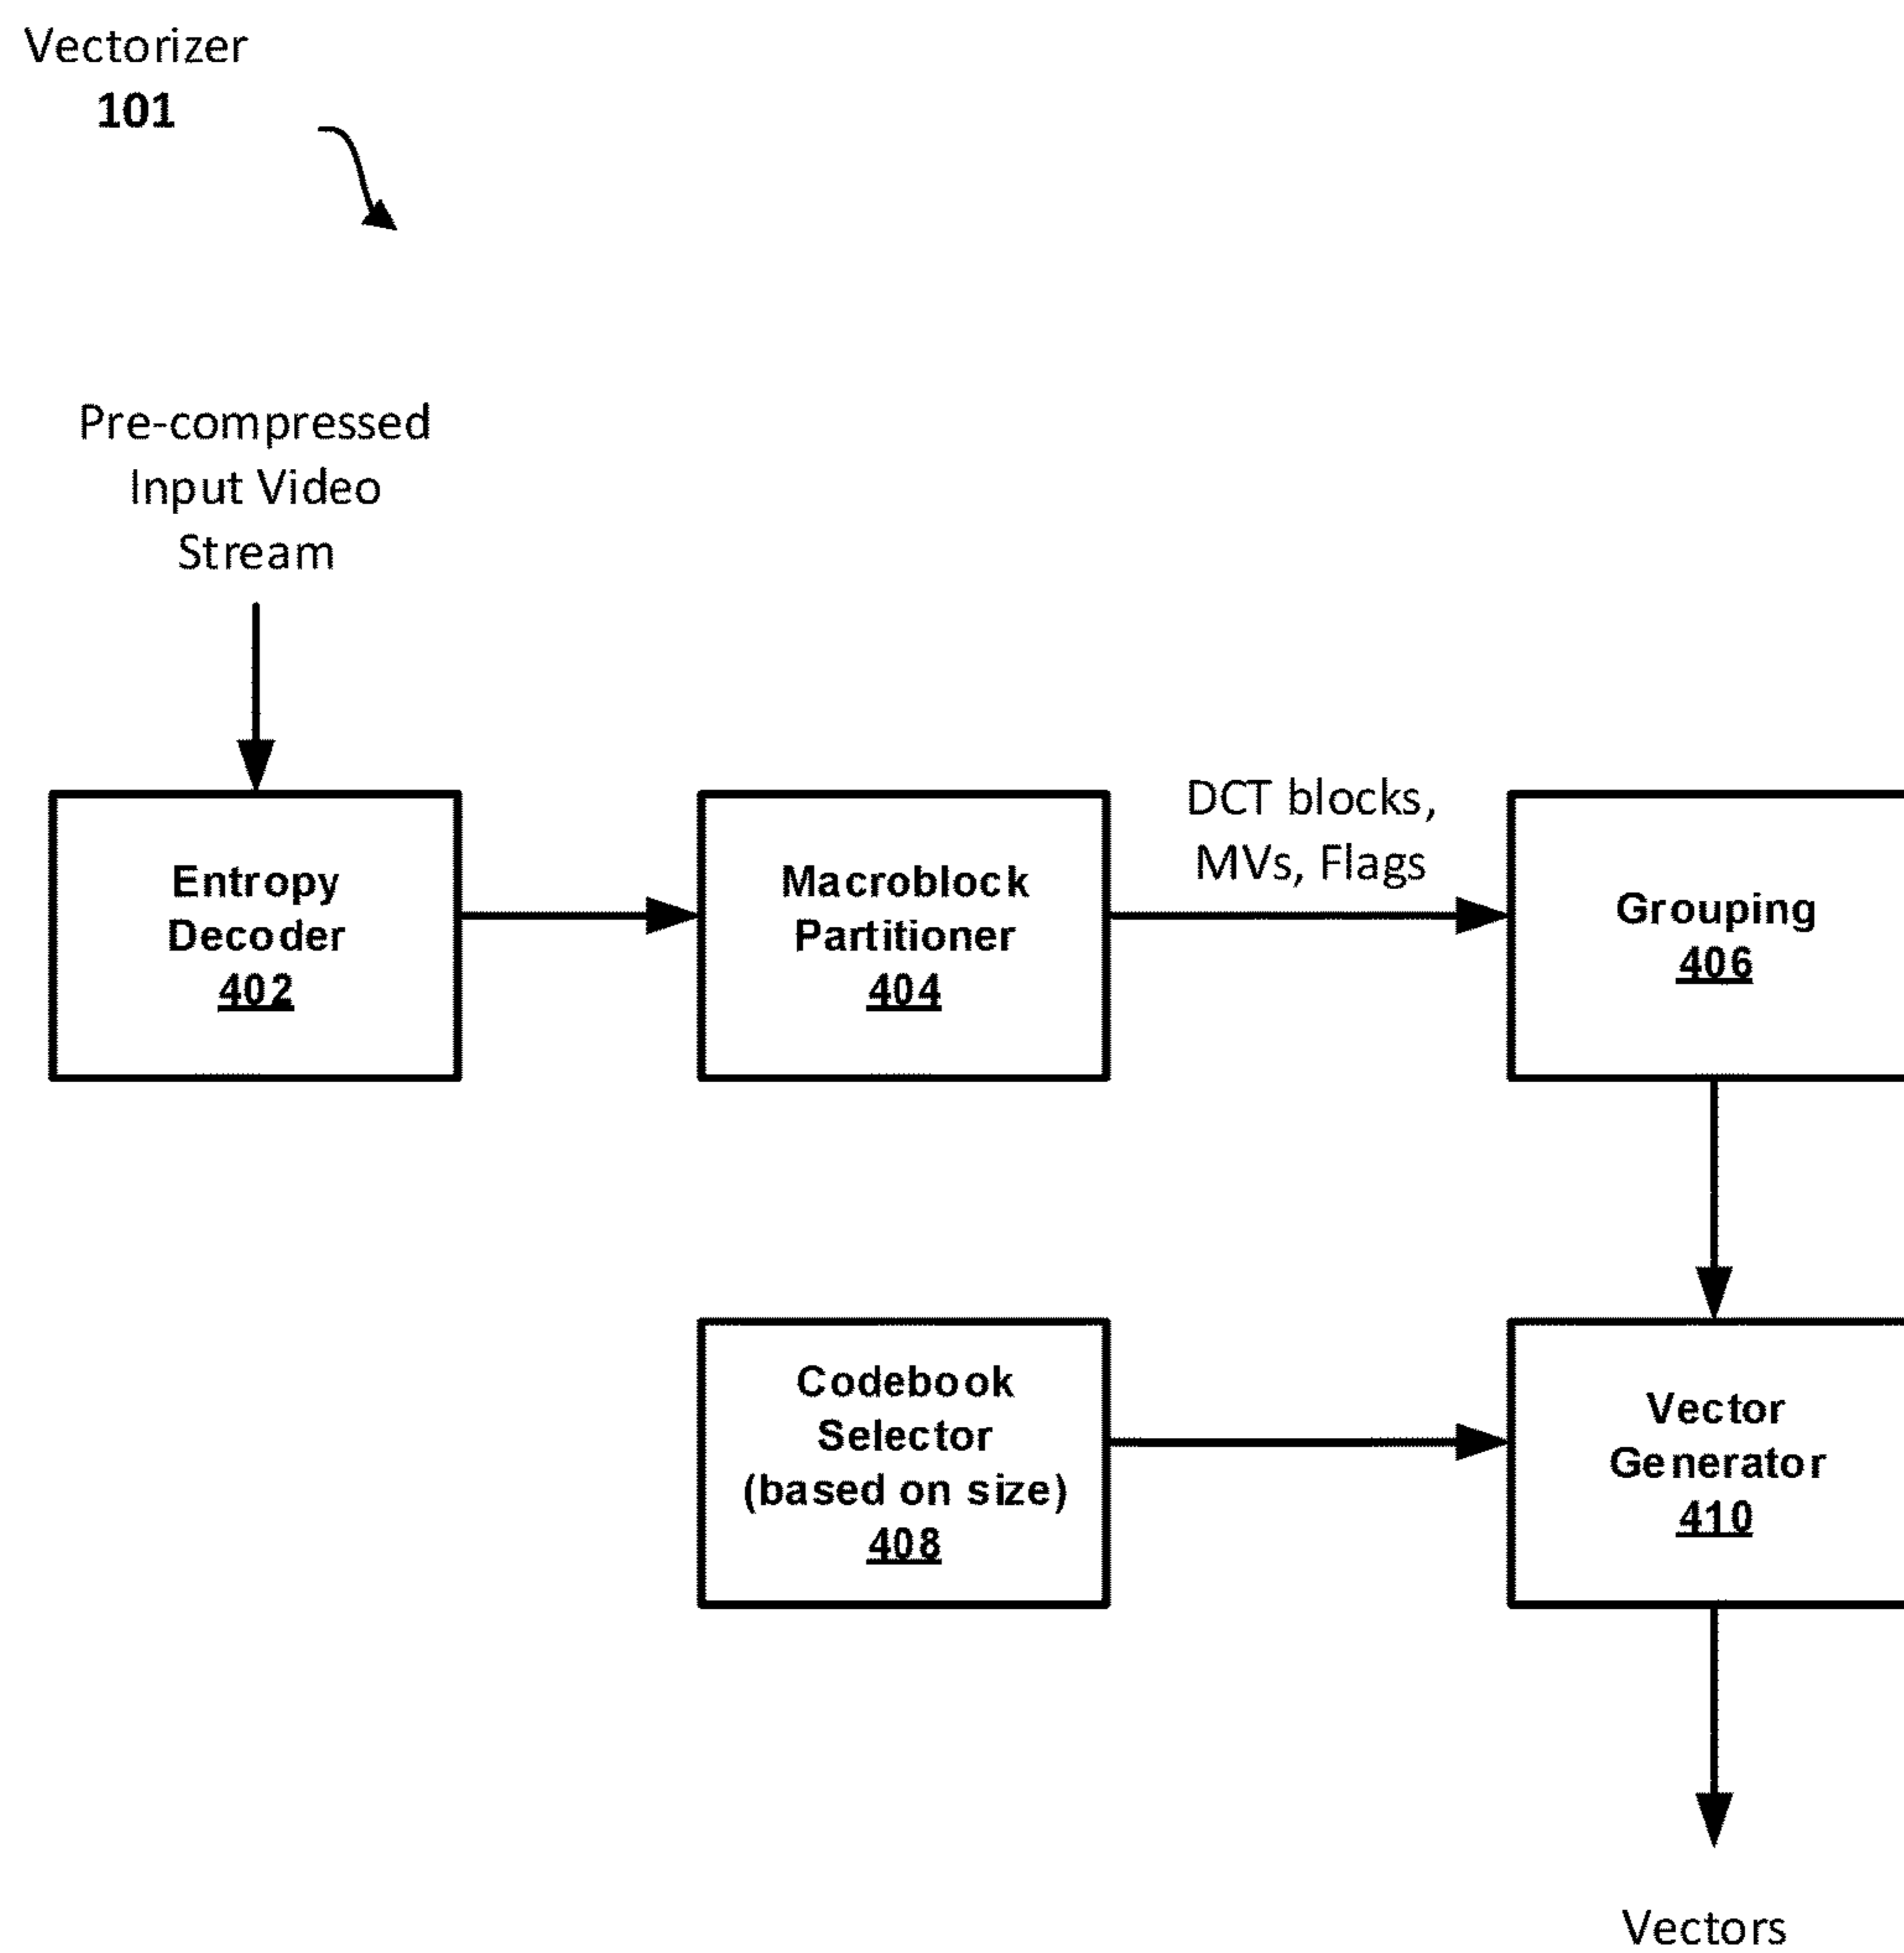 Vectorizer
101
Pre-compressed
Input Video
Stream
Entropy
Decoder
402
Macroblock
Partitioner
404
DCT blocks,
MVs, Flags
Grouping
406
Codebook
Selector
(based on size)
408
Vector
Generator
410
Vectors